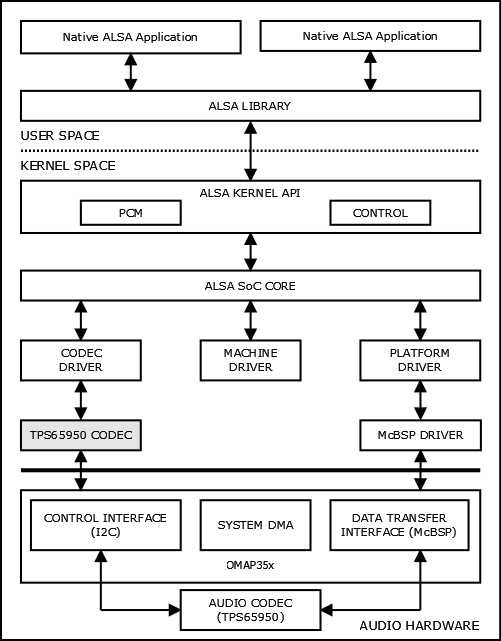 Native ALSA Application
Native ALSA Application
ALSA LIBRARY
USER SPACE
KERNEL SPACE
ALSA KERNEL API
PCM
CONTROL
ALSA SoC CORE
CODEC
DRIVER
MACHINE
DRIVER
PLATFORM
DRIVER
TPS65950 CODEC
McBSP DRIVER
CONTROL INTERFACE
(I2C)
SYSTEM DMA
DATA TRANSFER
INTERFACE (McBSP)
OMAP35x
AUDIO CODEC
(TPS65950)
AUDIO HARDWARE